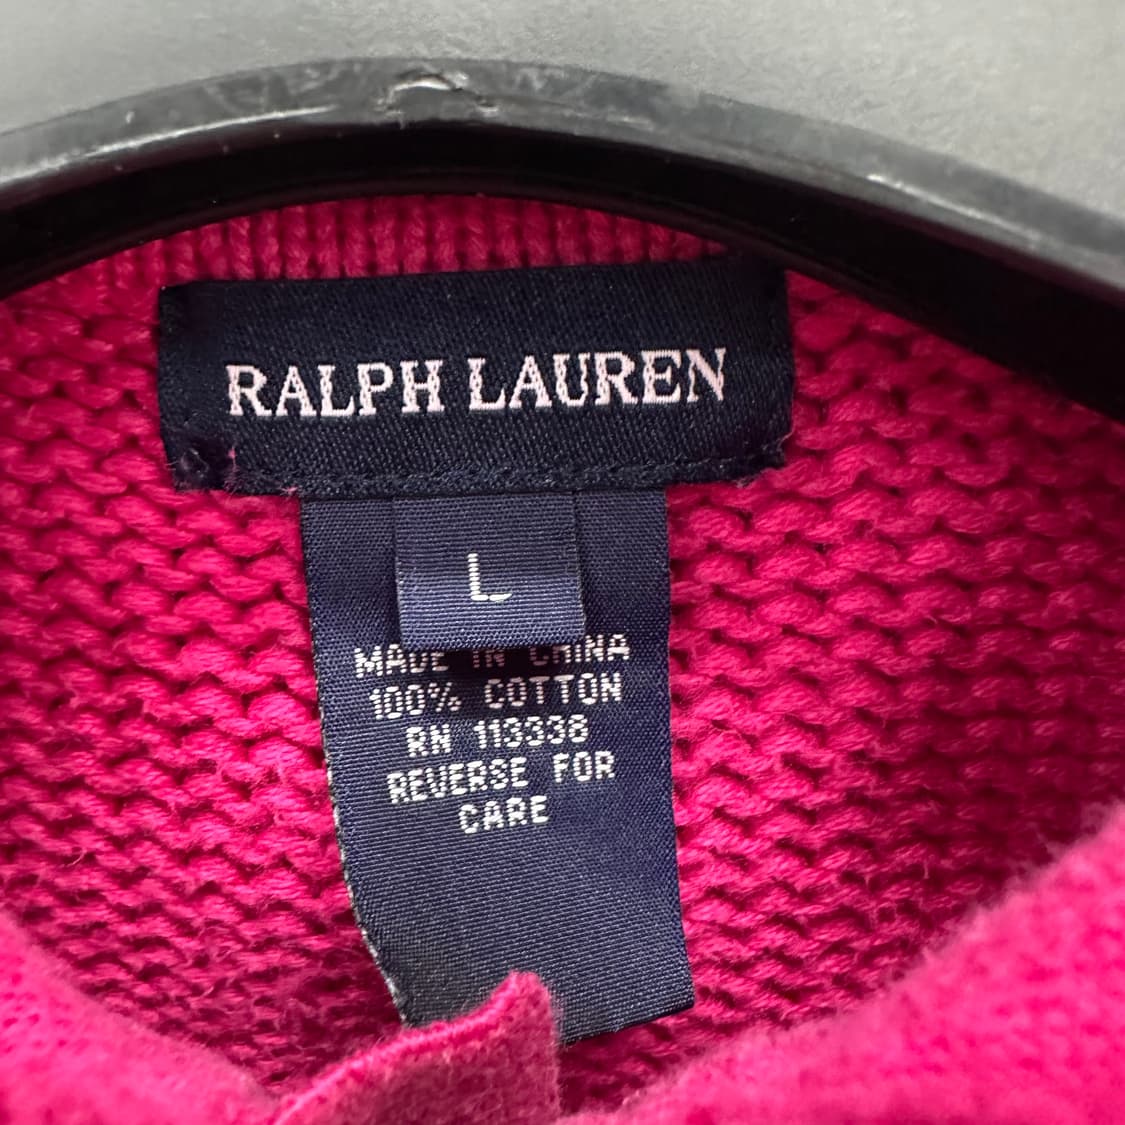 RALPH LAUREN
L
MADE IN CHINA
100% COTTON
RN 113338
REVERSE FOR
CARE